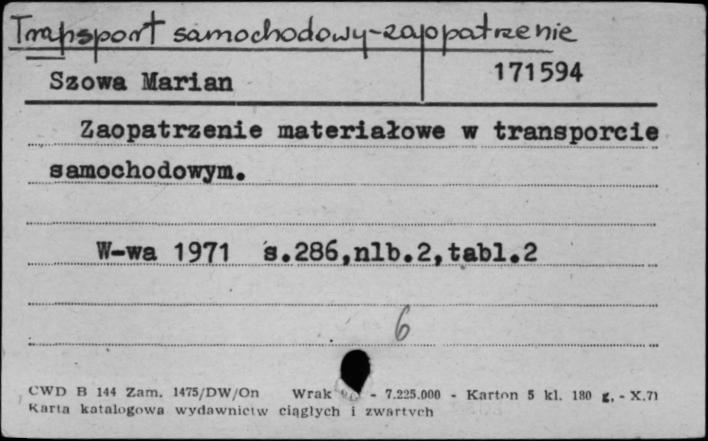 Transport samochodowy-zaopatrzenie
Szowa Marian
171594
Zaopatrzenie materiałowe w transporcie
samochodowym.
W-wa 1971 s.286,nlb.2,tabl.2
6
CWD B 144 Zam. 1475/DW/On Wrak - 7.225.000 - Karton 5 kl. 180 g. - X.71
Karta katalogowa wydawnictw ciągłych i zwartych